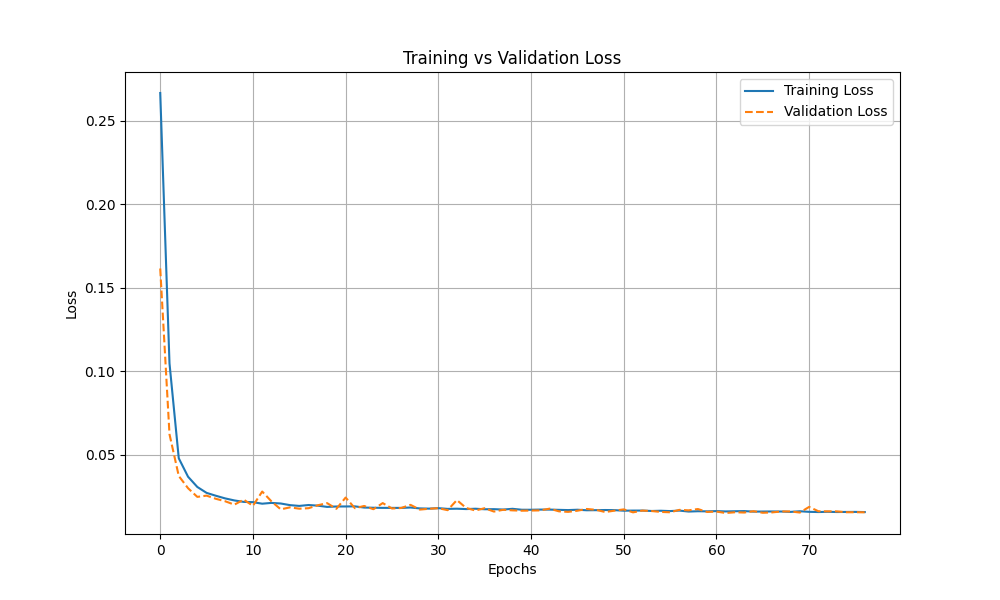 Training vs Validation Loss
Training Loss
Validation Loss
Loss
0.25
0.20
0.15
0.10
0.05
0 10 20 30 40 50 60 70
Epochs